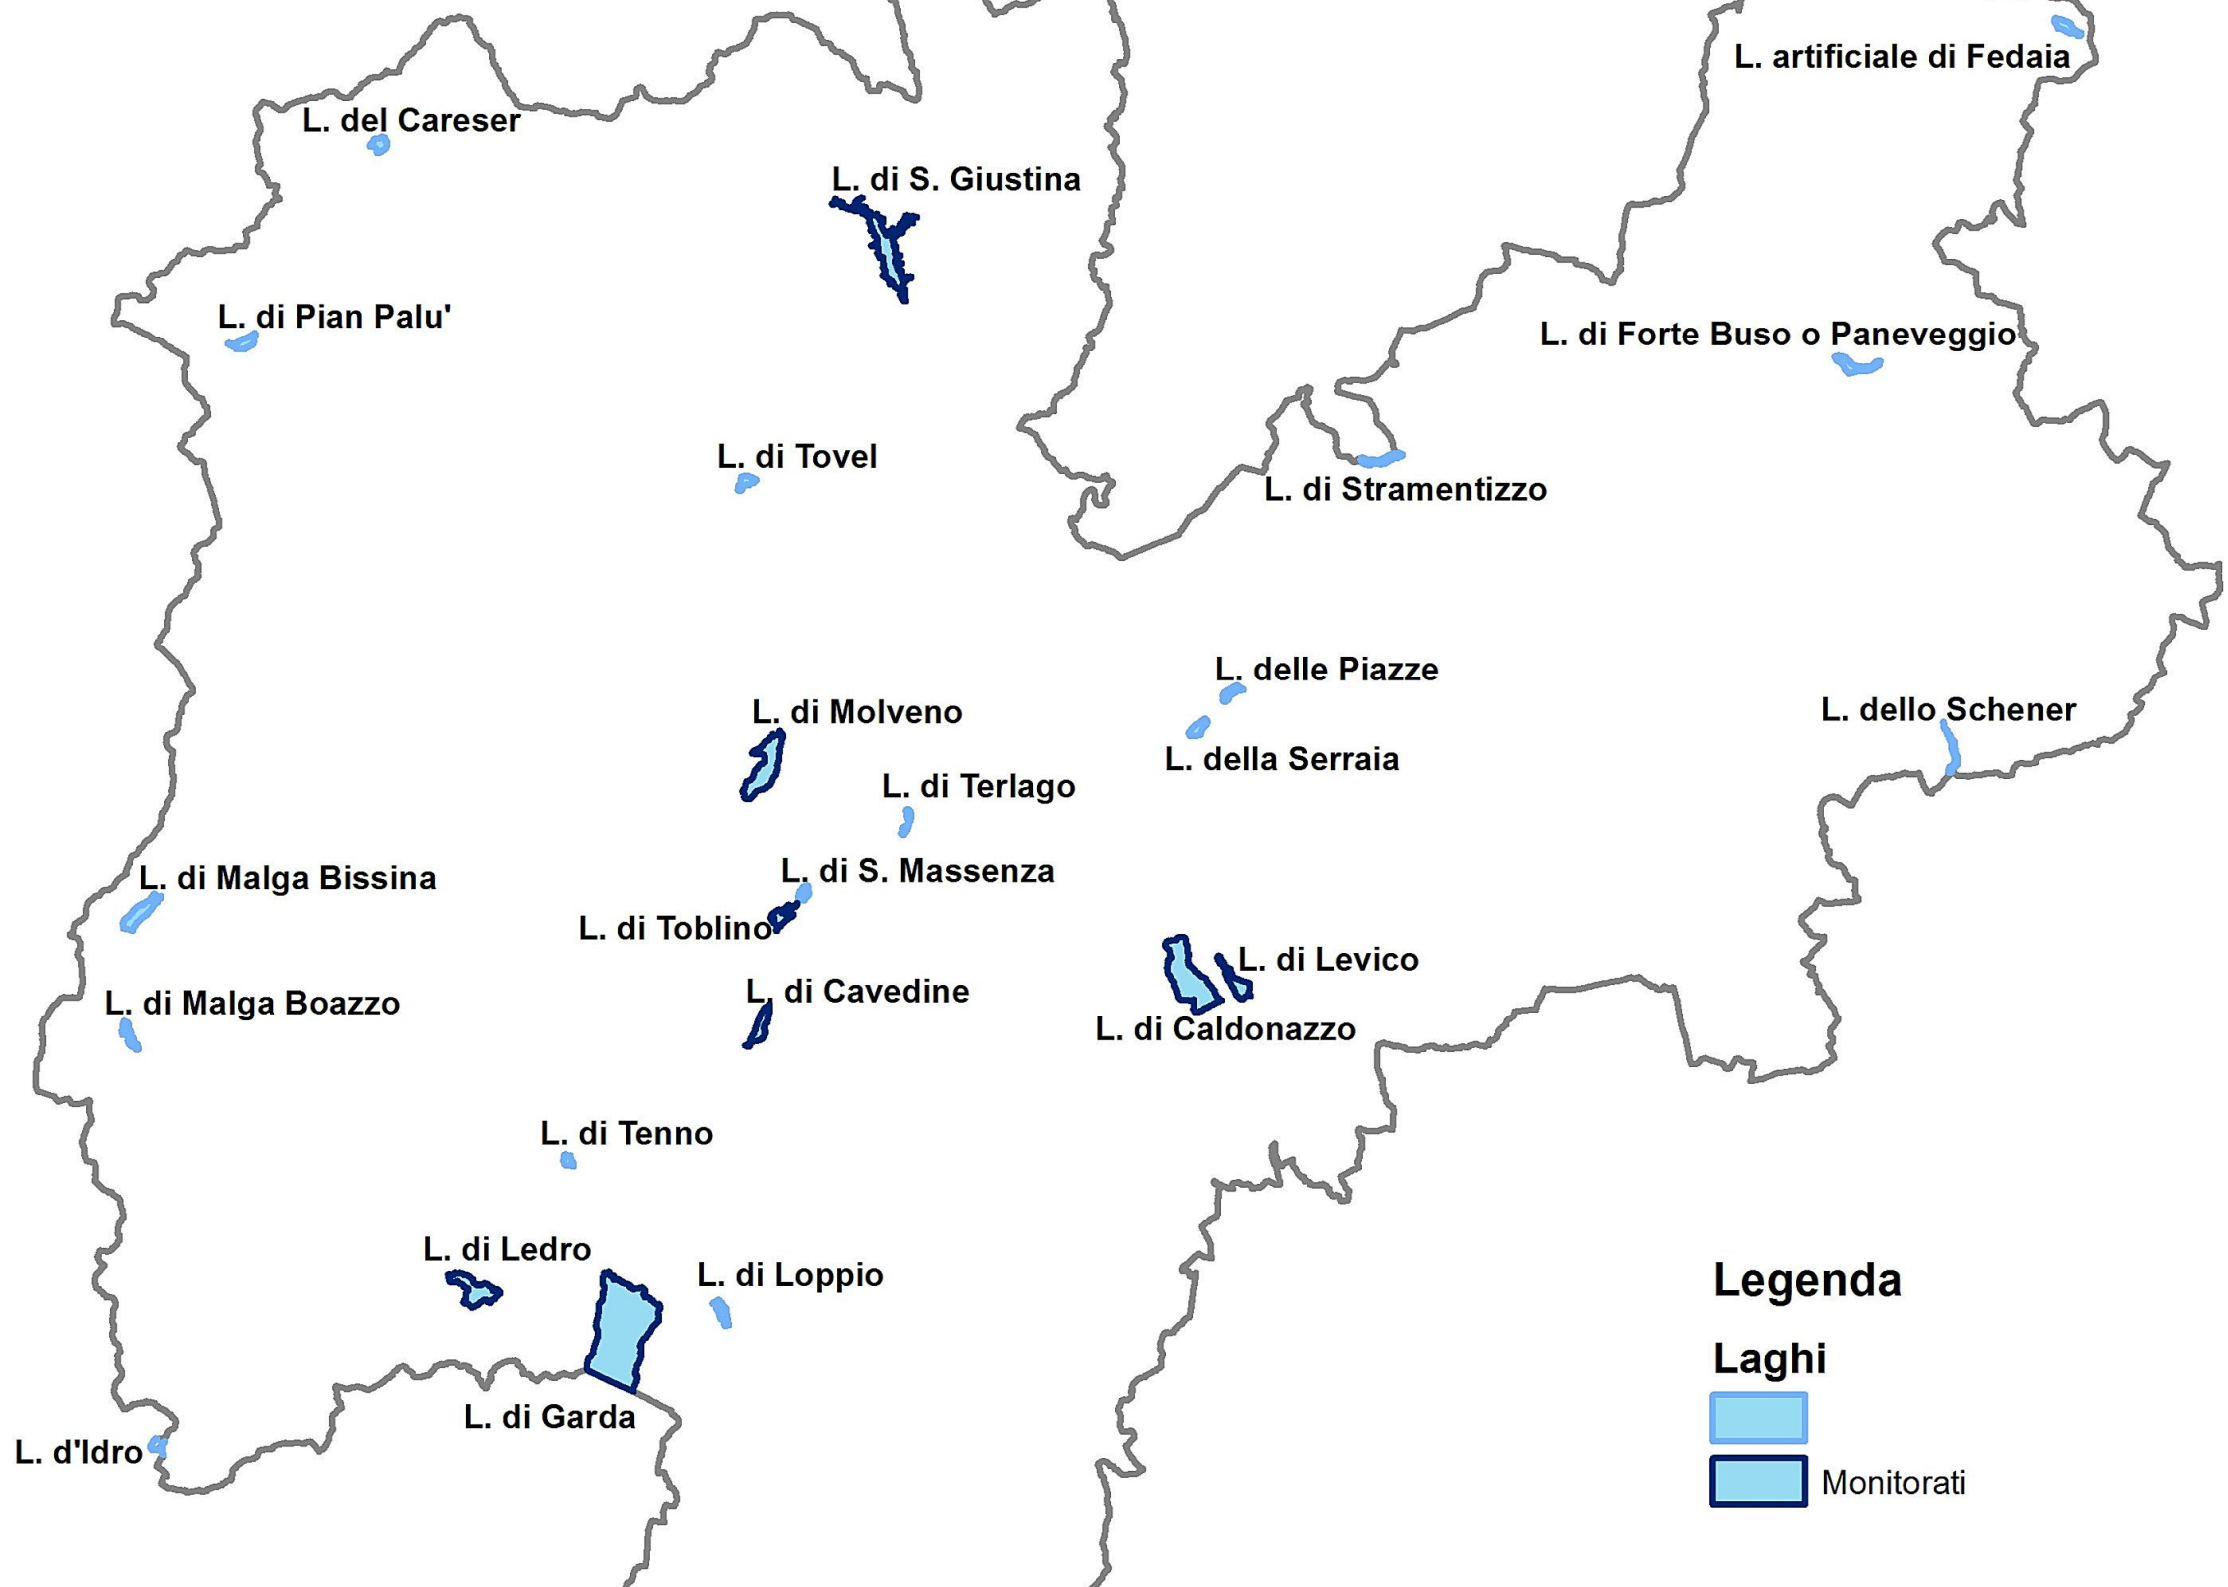 L. artificiale di Fedaia
L. del Careser
L. di S. Giustina
L. di Pian Palu'
L. di Forte Buso o Paneveggio
L. di Tovel
L. di Stramentizzo
L. delle Piazze
L. di Molveno
L. dello Schener
L. della Serraia
L. di Terlago
L. di S. Massenza
L. di Malga Bissina
L. di Toblino
L. di Levico
L. di Cavedine
L. di Malga Boazzo
L. di Caldonazzo
L. di Tenno
L. di Ledro
L. di Loppio
L. di Garda
L. d'Idro
Legenda
Laghi
Monitorati